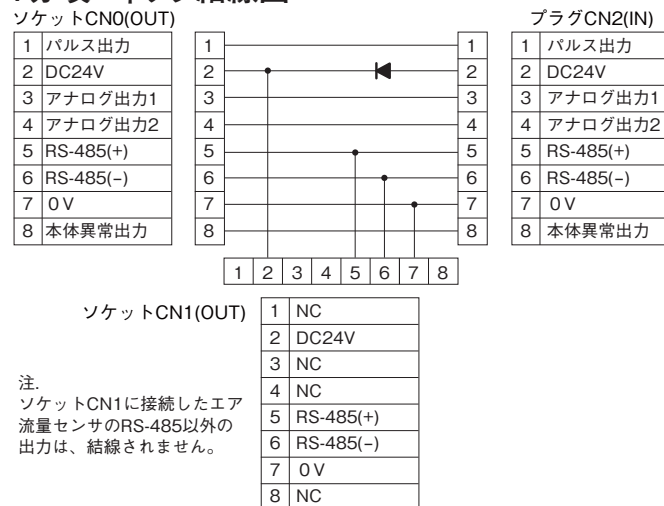 ソケットCN0(OUT)
プラグCN2(IN)
1 パルス出力
2 DC24V
3 アナログ出力1
4 アナログ出力2
5 RS-485(+)
6 RS-485(−)
7 0V
8 本体異常出力
1
2
3
4
5
6
7
8
1
2
3
4
5
6
7
8
1 パルス出力
2 DC24V
3 アナログ出力1
4 アナログ出力2
5 RS-485(+)
6 RS-485(−)
7 0V
8 本体異常出力
1 2 3 4 5 6 7 8
ソケットCN1(OUT)
1 NC
2 DC24V
3 NC
4 NC
5 RS-485(+)
6 RS-485(−)
7 0V
8 NC
注.
ソケットCN1に接続したエア
流量センサのRS-485以外の
出力は、結線されません。